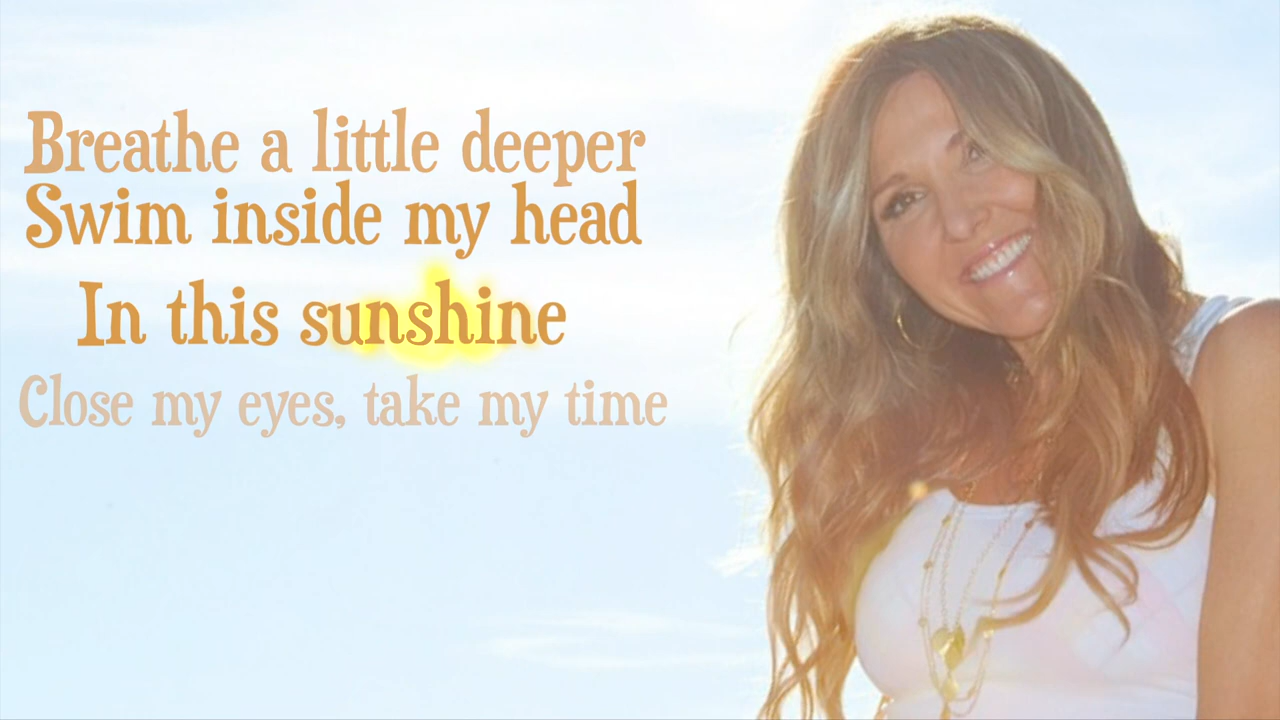 Breathe a little deeper
Swim inside my head
In this sunshine
Close my eyes, take my time